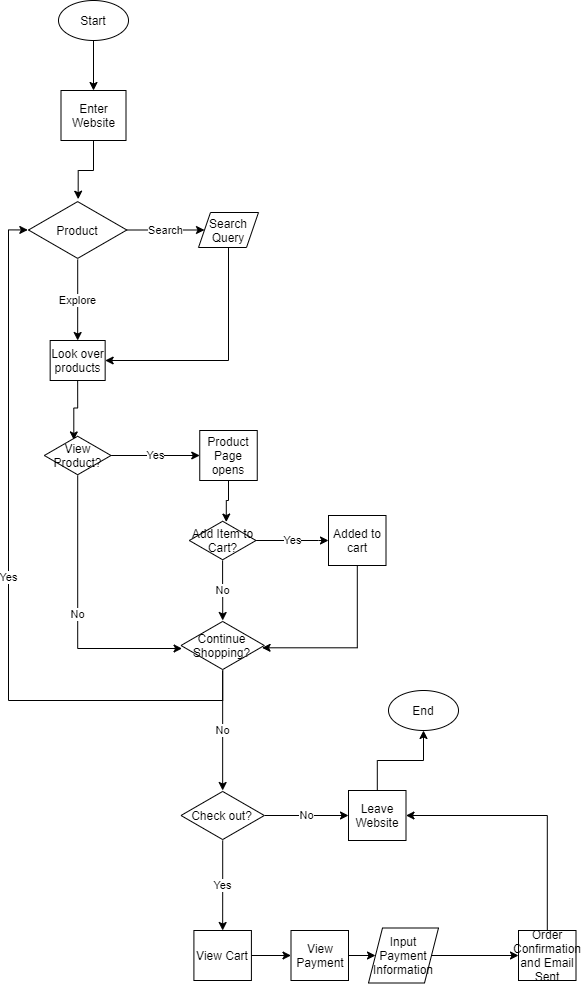 Start
Enter
Website
Product
Search
Search
Query
Explore
Look over
products
View
Product?
Yes
Product
Page
opens
Add Item to
Cart?
Yes
Added to
cart
Yes
No
No
Continue
Shopping?
End
No
Check out?
No
Leave
Website
Yes
View Cart
View
Payment
Input
Payment
Information
Order
Confirmation
and Email
Sent